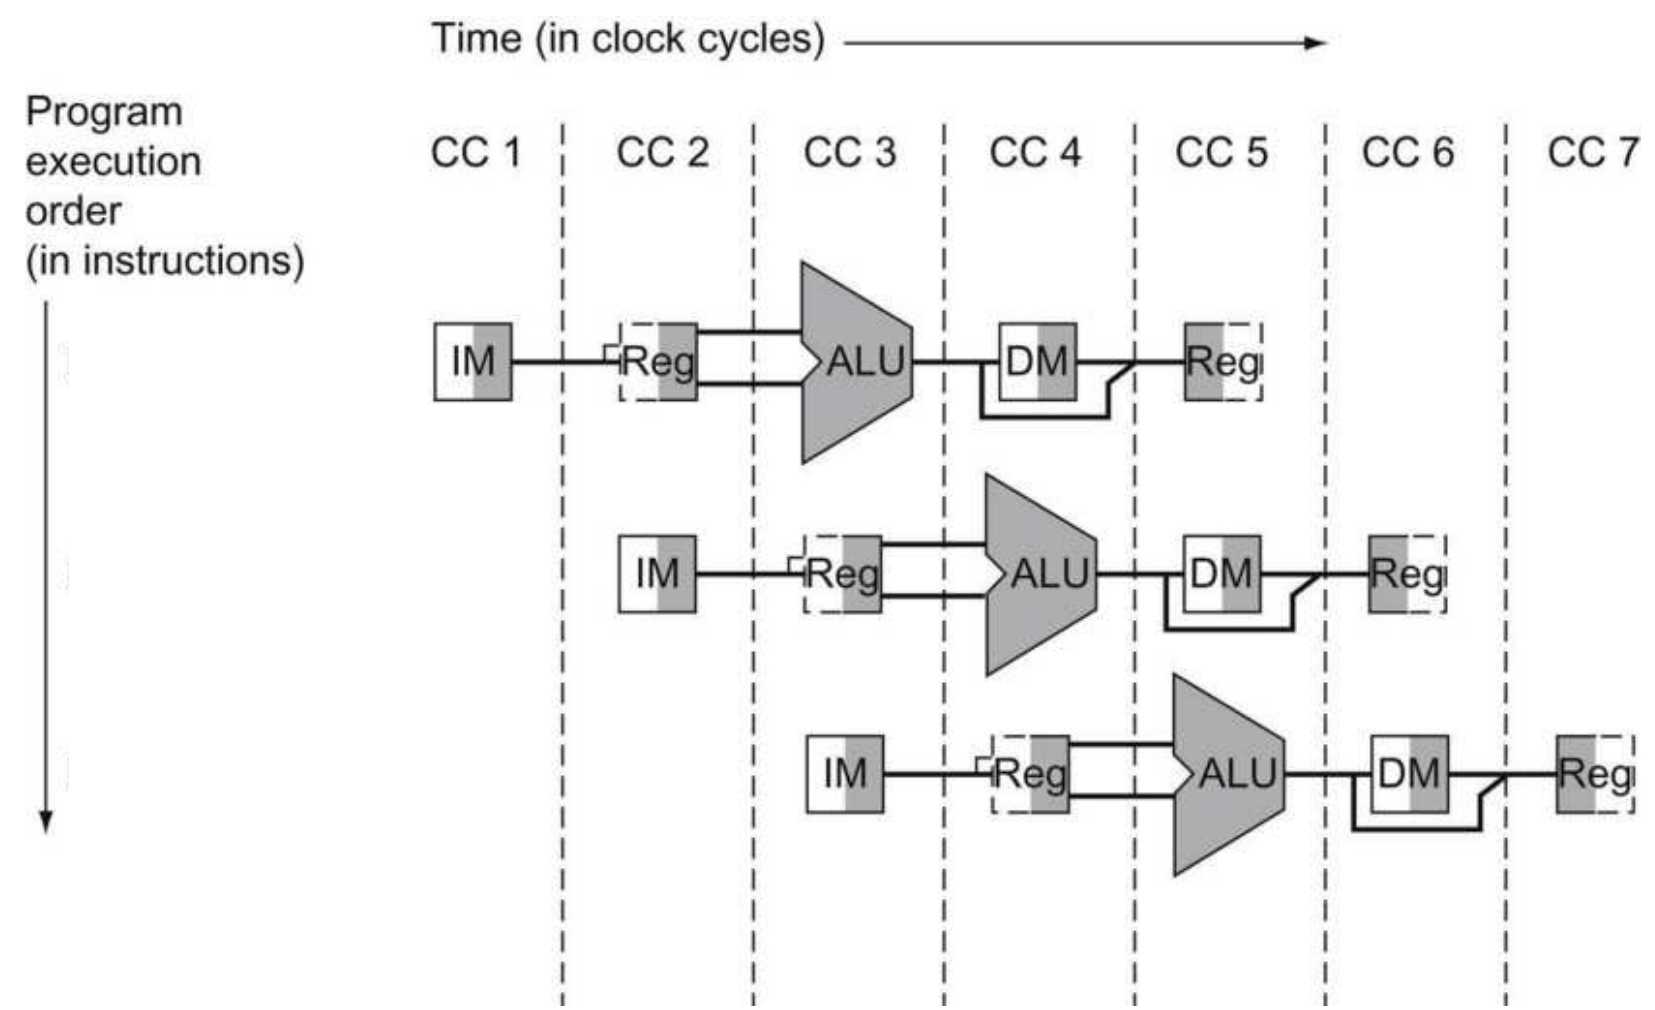 Time (in clock cycles)
Program
execution
order
(in instructions)
CC 1 CC 2 CC 3 CC 4 CC 5 CC 6 CC 7
IM Reg ALU DM Reg
IM Reg ALU DM Reg
IM Reg ALU DM Reg